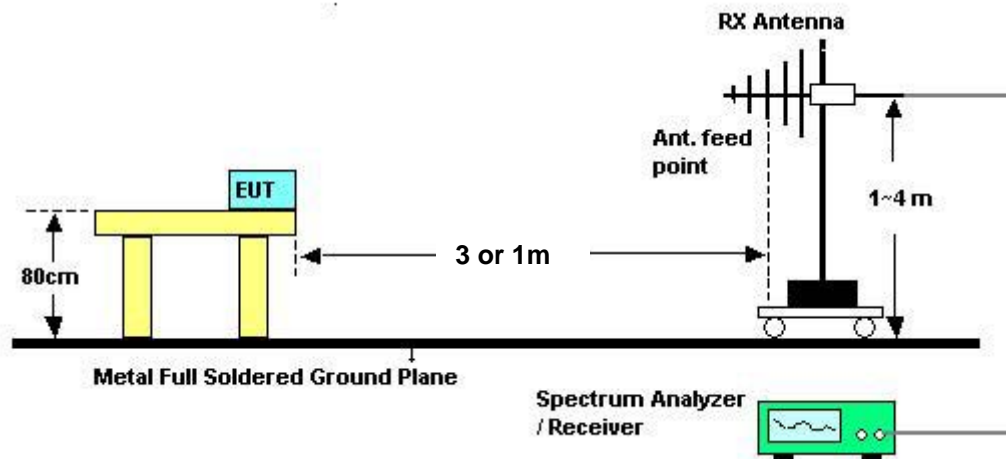 RX Antenna
Ant. feed
point
EUT
1~4 m
3 or 1m
80cm
Metal Full Soldered Ground Plane
Spectrum Analyzer
/ Receiver